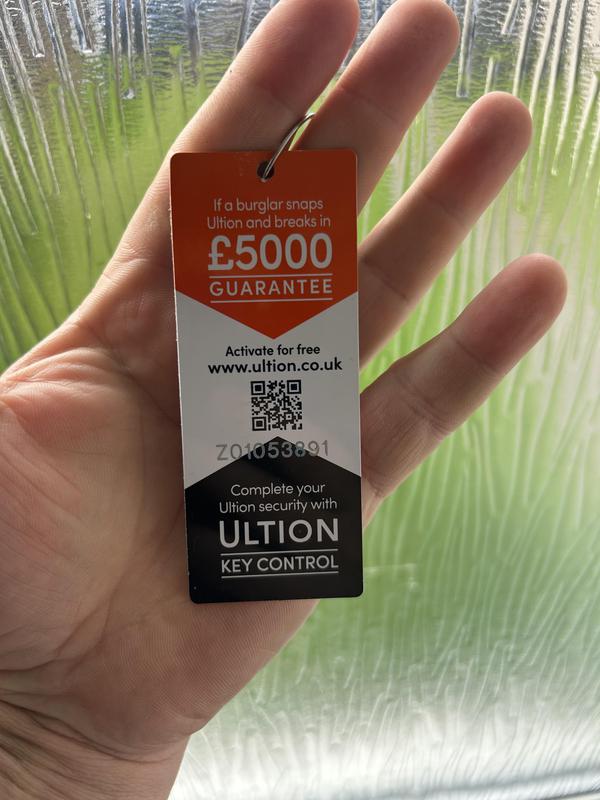 If a burglar snaps
Ultion and breaks in
£5000
GUARANTEE
Activate for free
www.ultion.co.uk
Z01053891
Complete your
Ultion security with
ULTION
KEY CONTROL